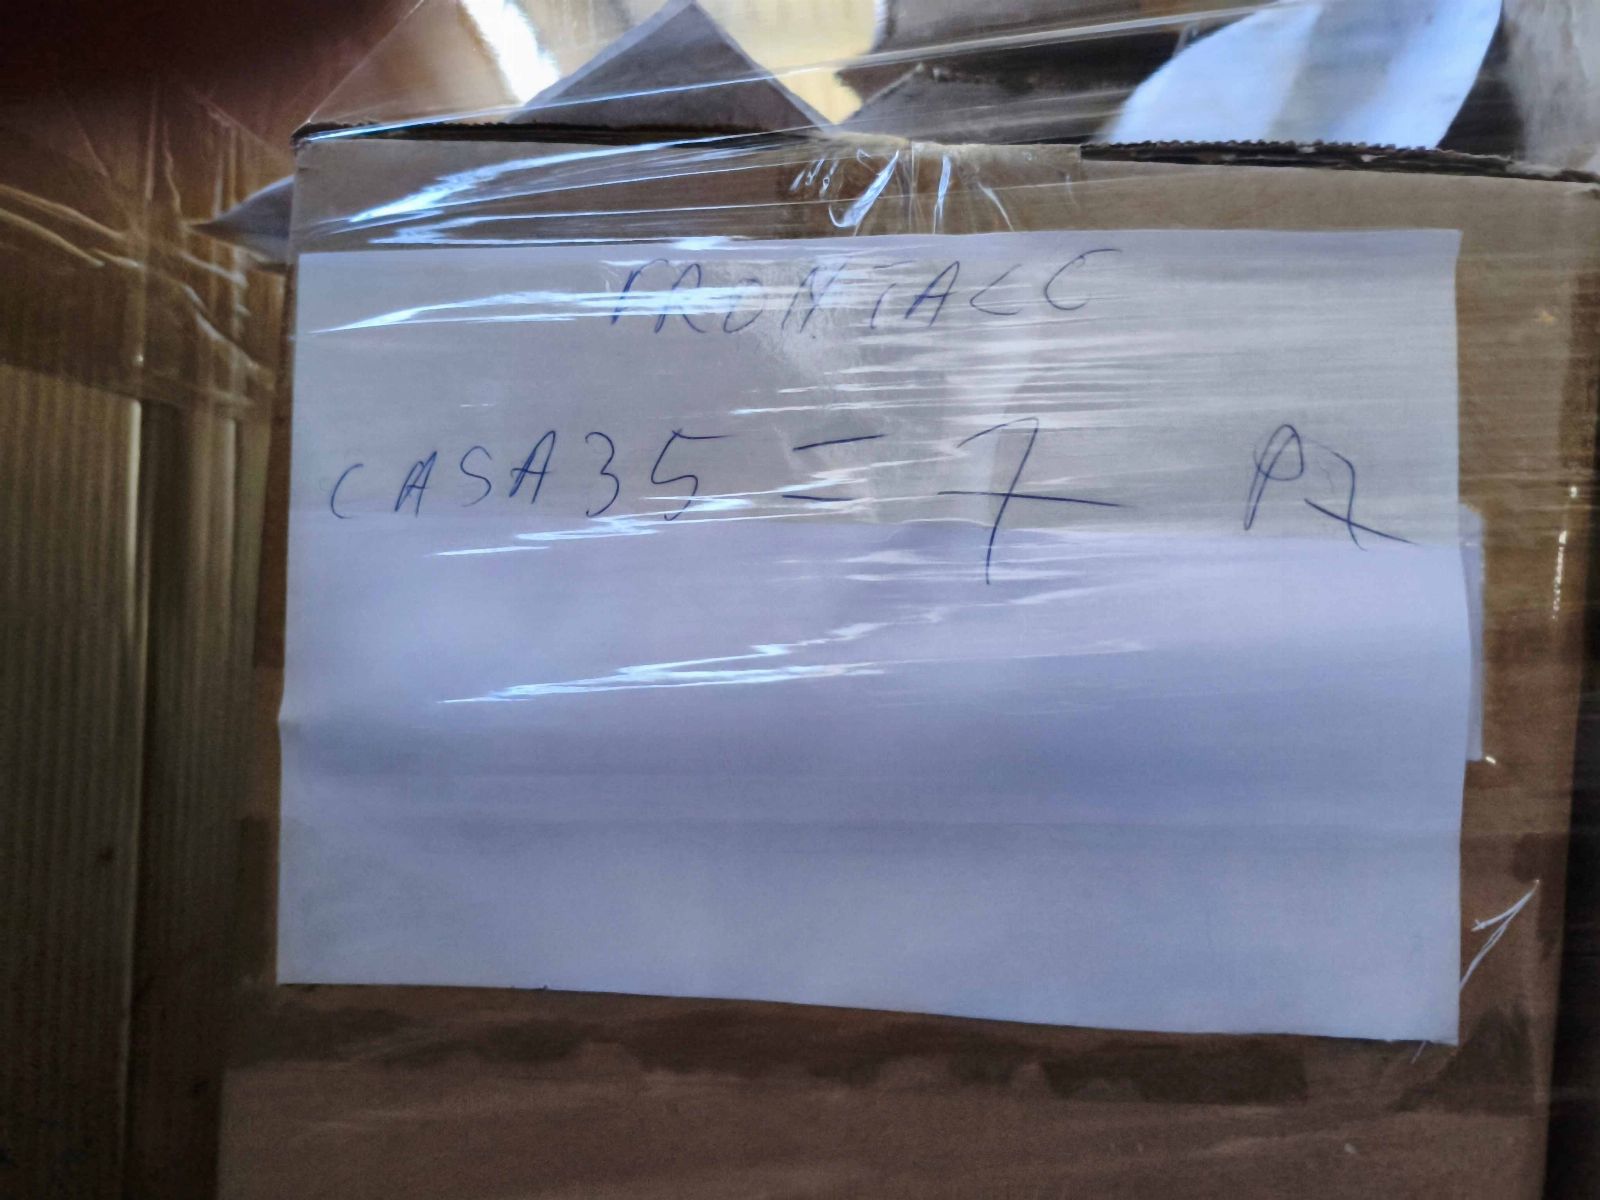 FRONTALE
CASA35 = 7 PZ